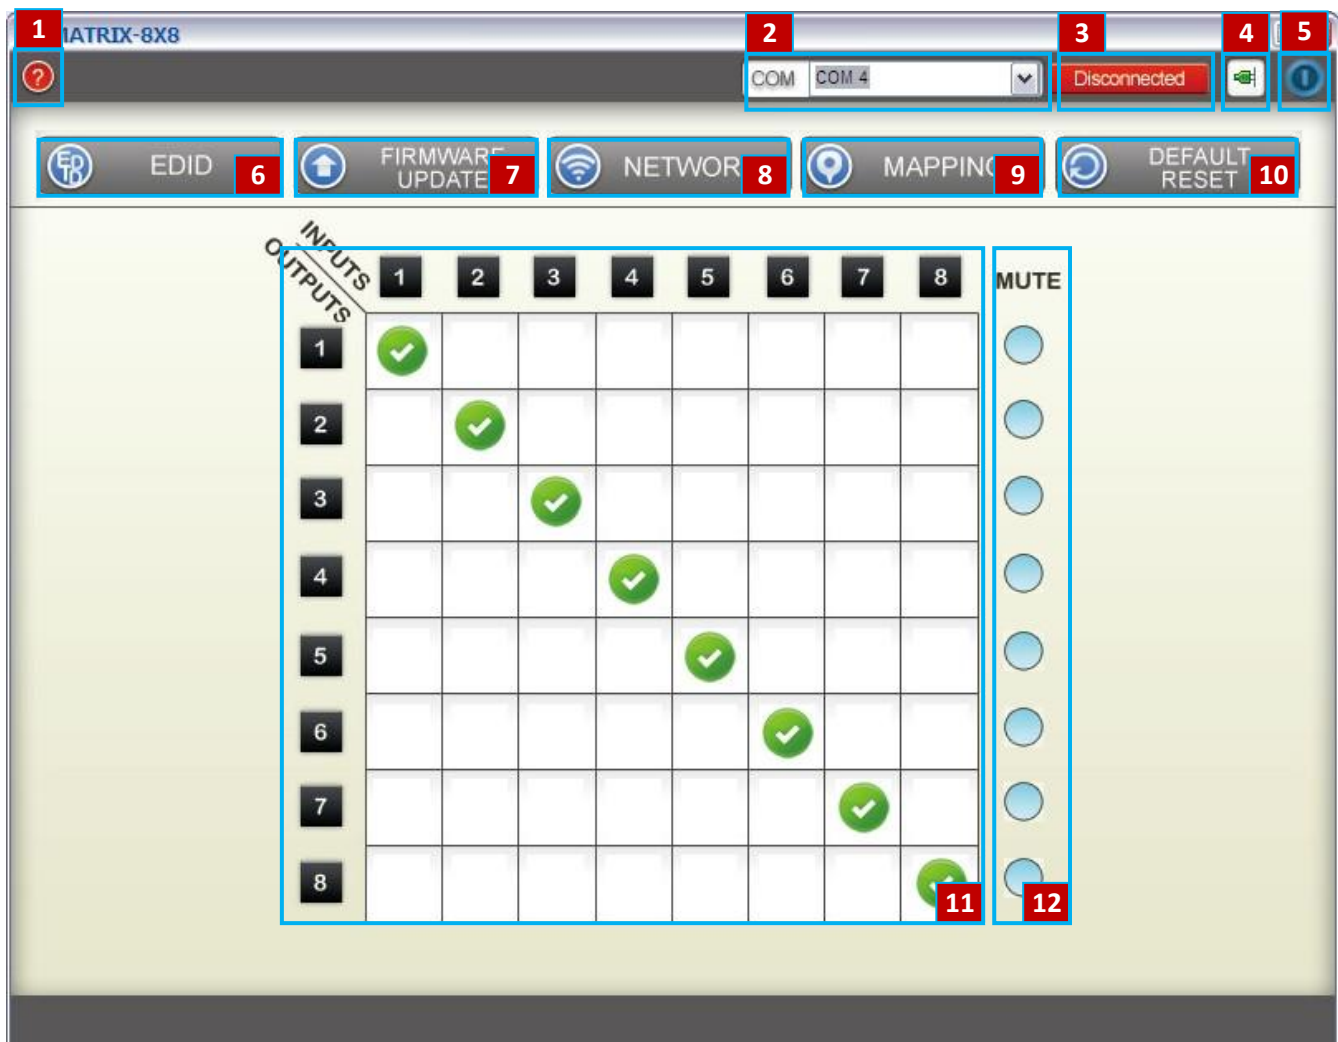 1 2 3 4 5
MATRIX-8X8
? COM COM 4 Disconnected
EDID 6
FIRMWARE UPDATE 7
NETWOR 8
MAPPING 9
DEFAULT RESET 10
INPUTS
OUTPUTS
1 2 3 4 5 6 7 8 MUTE
1
2
3
4
5
6
7
8
11 12